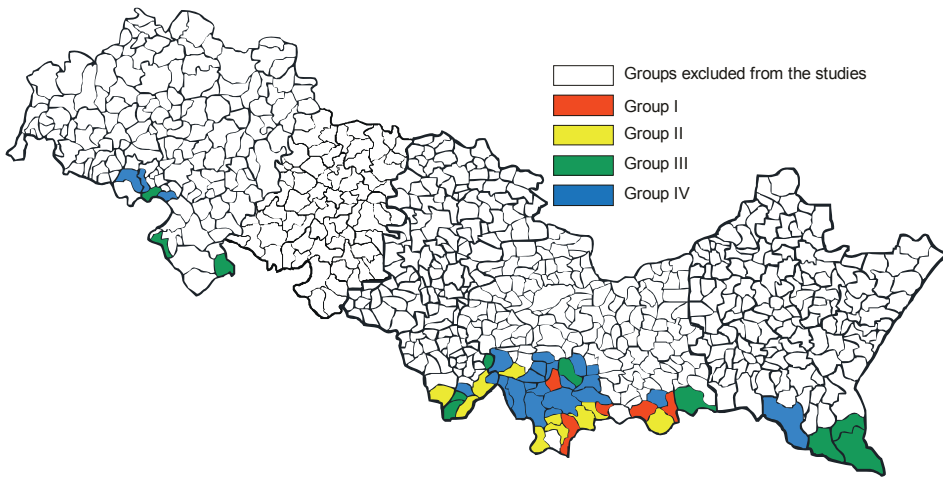 Groups excluded from the studies
Group I
Group II
Group III
Group IV